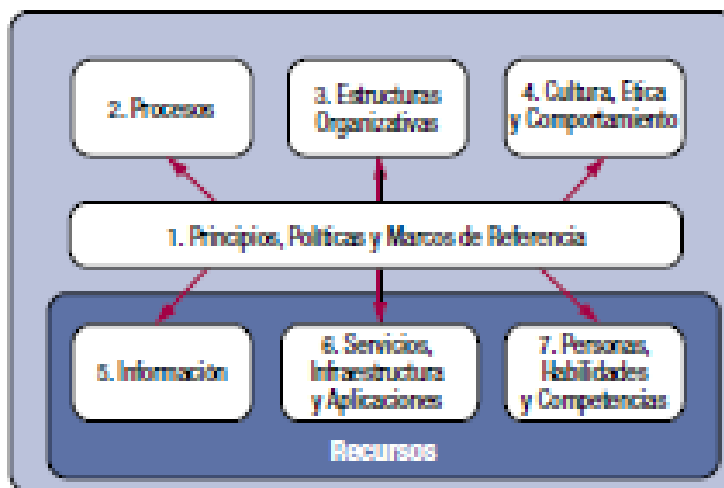 2. Procesos
3. Estructuras
Organizativas
4. Cultura, Etica
y Comportamiento
1. Principios, Políticas y Marcos de Referencia
5. Información
6. Servicios,
Infraestructura
y Aplicaciones
7. Personas,
Habilidades
y Competencias
Recursos